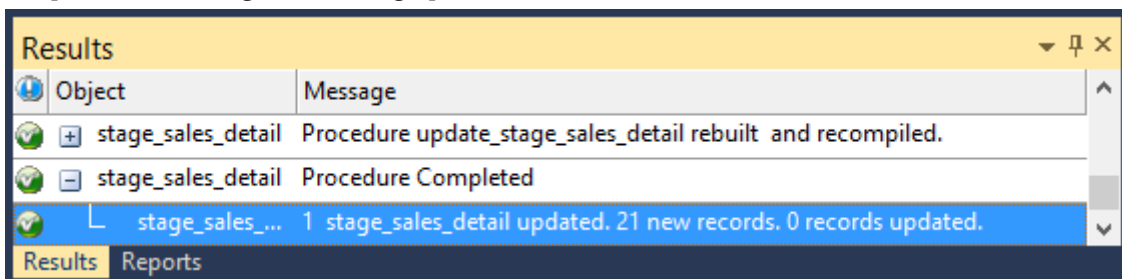 Results
Object Message
stage_sales_detail Procedure update_stage_sales_detail rebuilt and recompiled.
stage_sales_detail Procedure Completed
stage_sales_... 1 stage_sales_detail updated. 21 new records. 0 records updated.
Results Reports